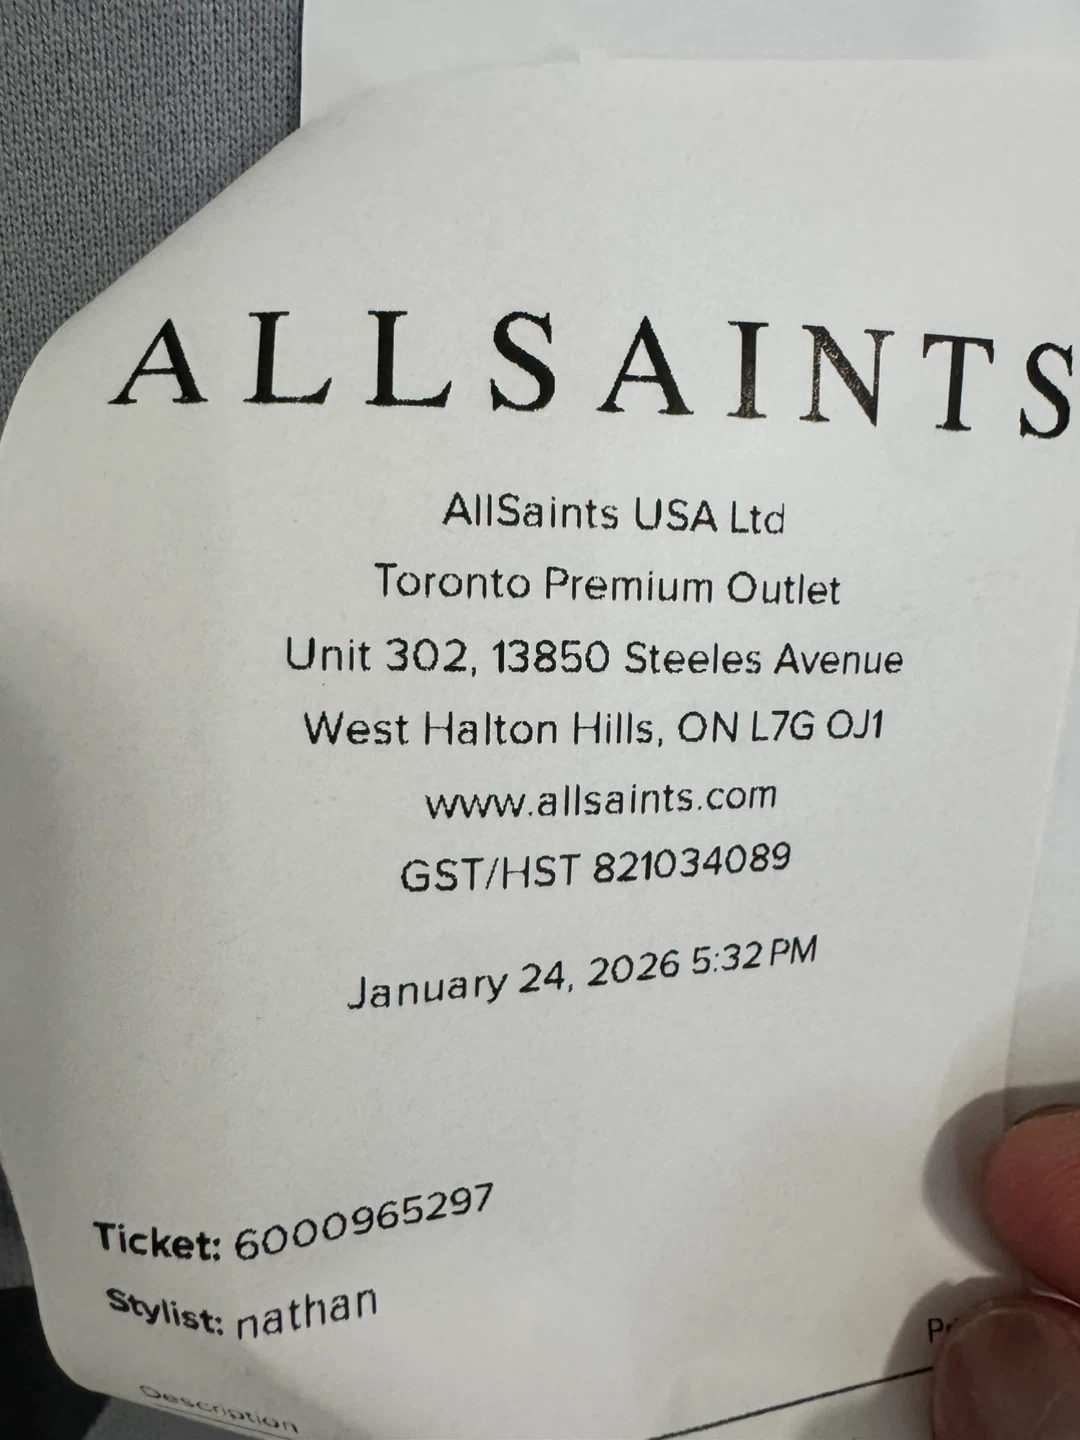 ALLSAINTS
AllSaints USA Ltd
Toronto Premium Outlet
Unit 302, 13850 Steeles Avenue
West Halton Hills, ON L7G 0J1
www.allsaints.com
GST/HST 821034089
January 24, 2026 5:32 PM
Ticket: 6000965297
Stylist: nathan
Description